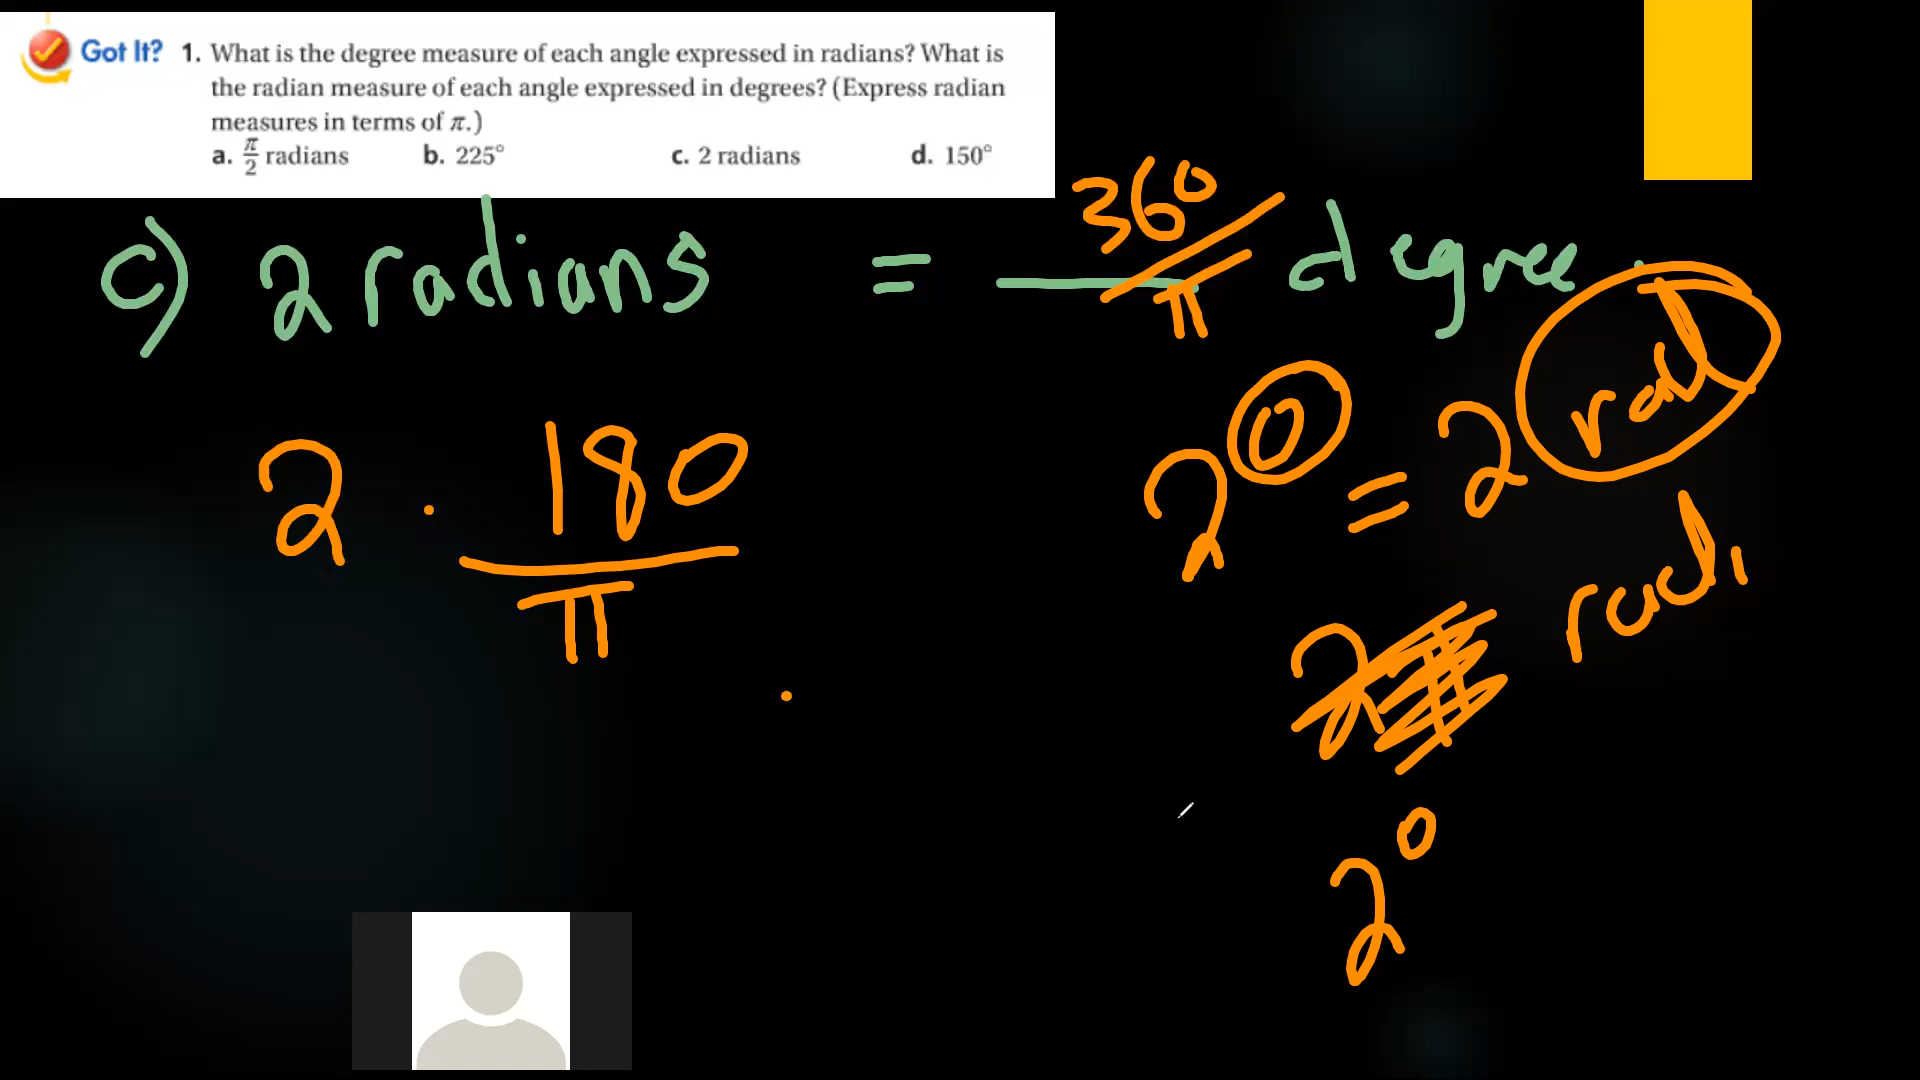 Got It? 1. What is the degree measure of each angle expressed in radians? What is
the radian measure of each angle expressed in degrees? (Express radian
measures in terms of π.)
a. π/2 radians b. 225° c. 2 radians d. 150°
c) 2 radians = 360/π degree.
2 · 180/π
2° = 2 rad
radi
2°